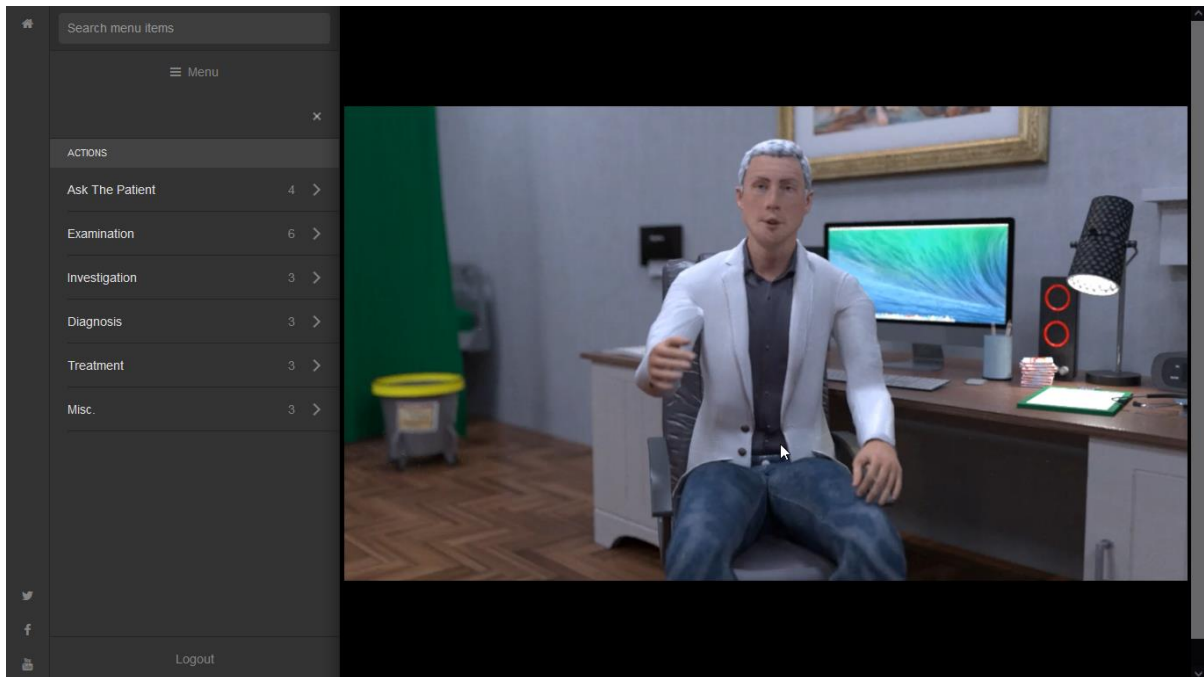 Search menu items
Menu
ACTIONS
Ask The Patient 4
Examination 6
Investigation 3
Diagnosis 3
Treatment 3
Misc. 3
Logout